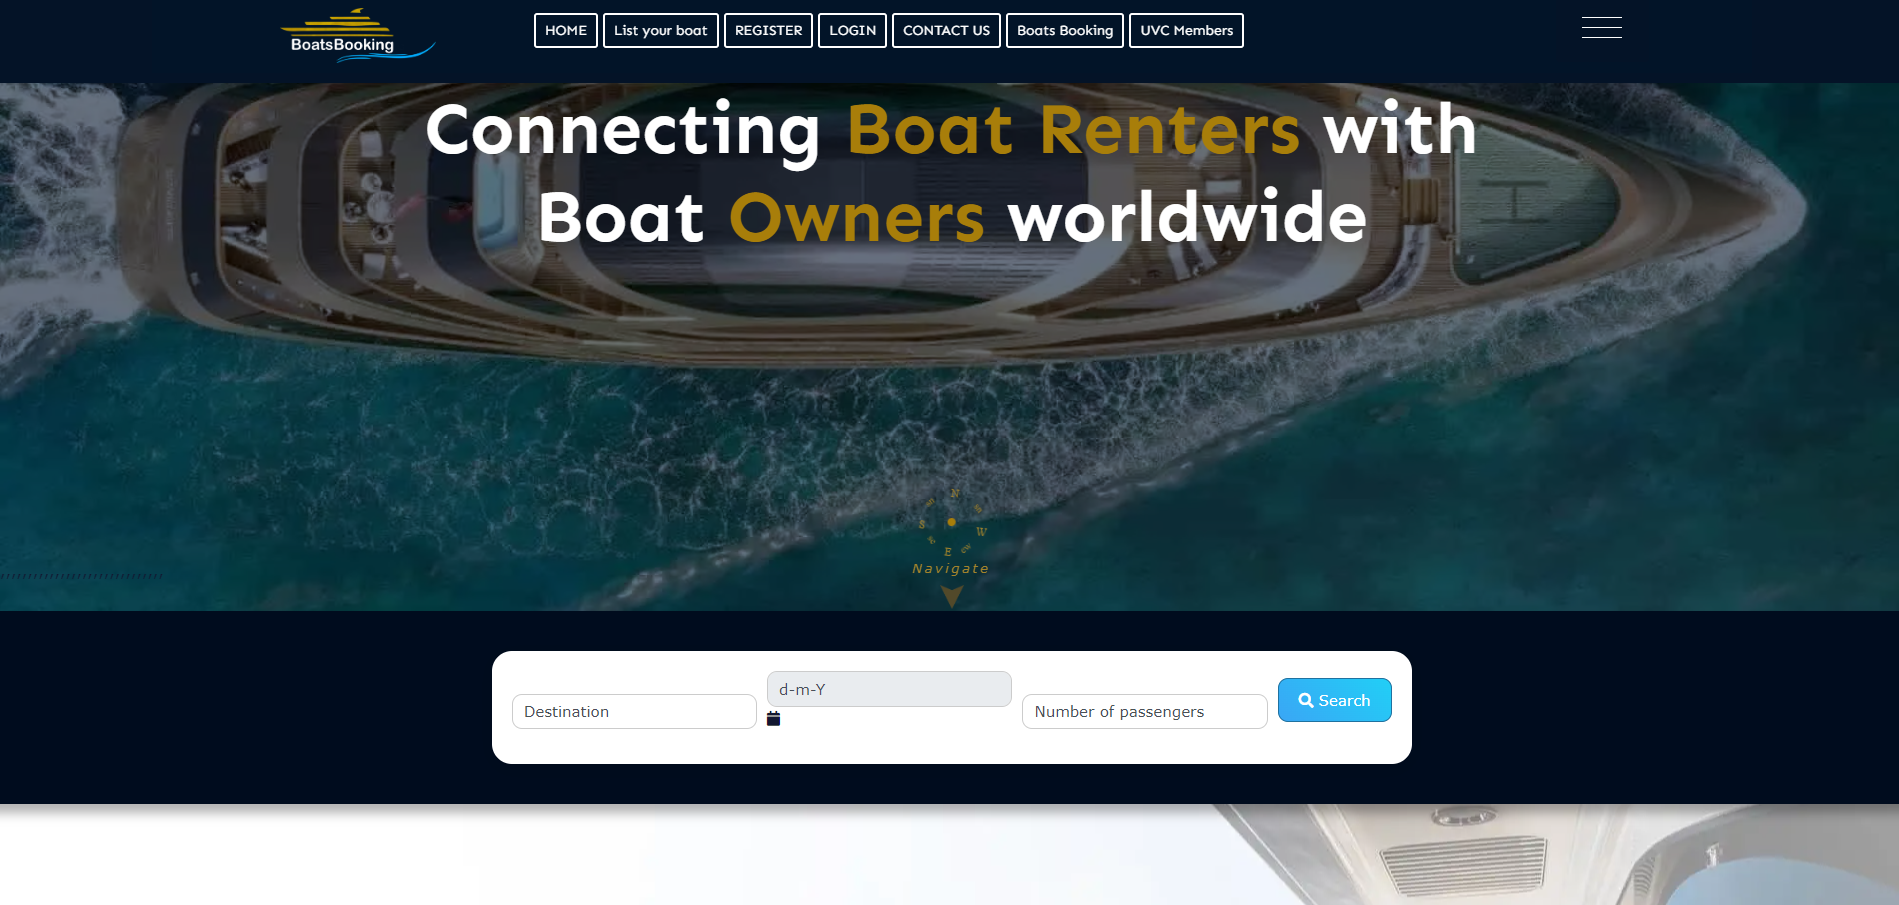 BoatsBooking
HOME
List your boat
REGISTER
LOGIN
CONTACT US
Boats Booking
UVC Members
Connecting Boat Renters with
Boat Owners worldwide
H
N
W
E
S
Navigate
Destination
d-m-Y
Number of passengers
Search